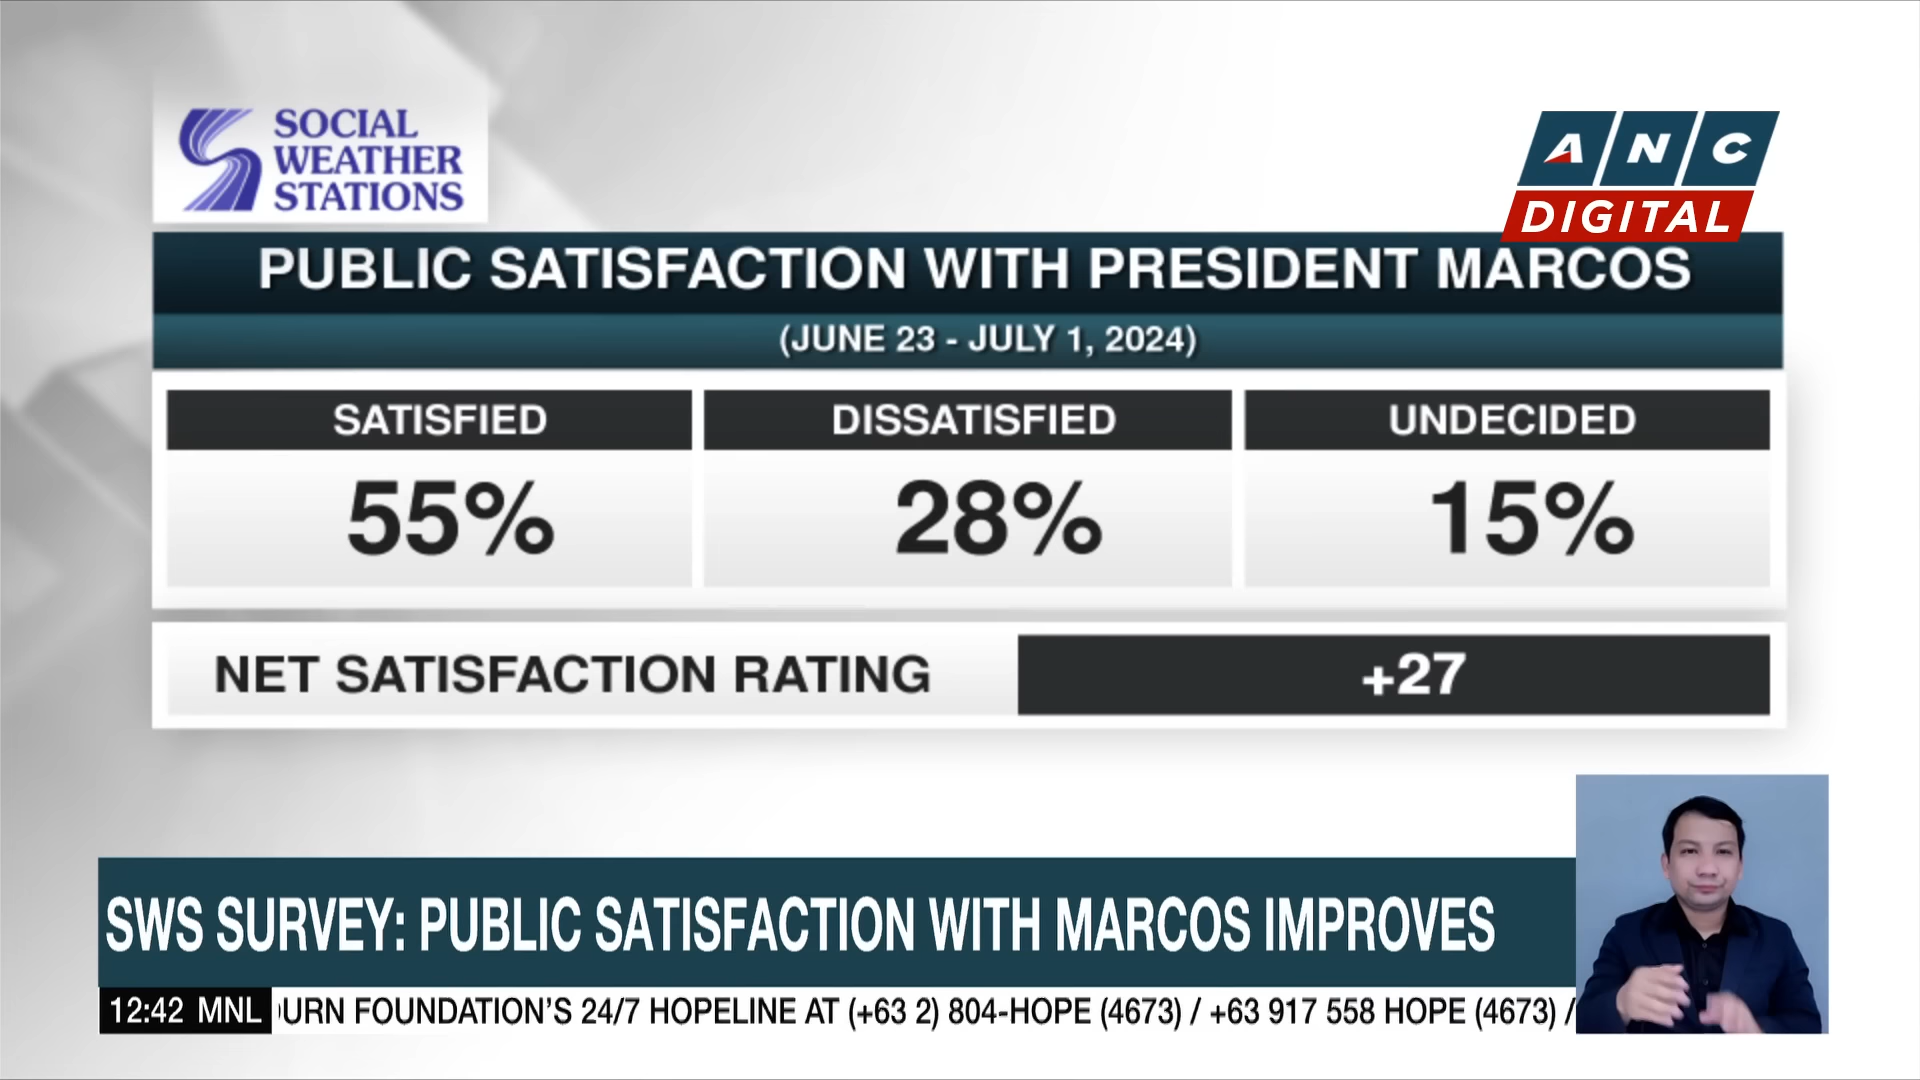 SOCIAL
WEATHER
STATIONS
ANC
DIGITAL
PUBLIC SATISFACTION WITH PRESIDENT MARCOS
(JUNE 23 - JULY 1, 2024)
SATISFIED DISSATISFIED UNDECIDED
55% 28% 15%
NET SATISFACTION RATING +27
SWS SURVEY: PUBLIC SATISFACTION WITH MARCOS IMPROVES
12:42 MNL URN FOUNDATION'S 24/7 HOPELINE AT (+63 2) 804-HOPE (4673) / +63 917 558 HOPE (4673) /